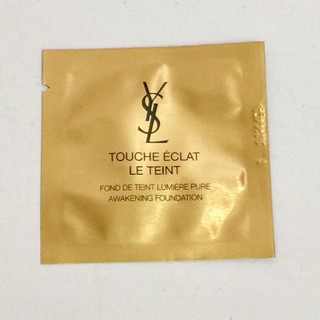 YSL
TOUCHE ÉCLAT
LE TEINT
FOND DE TEINT LUMIÈRE PURE
AWAKENING FOUNDATION